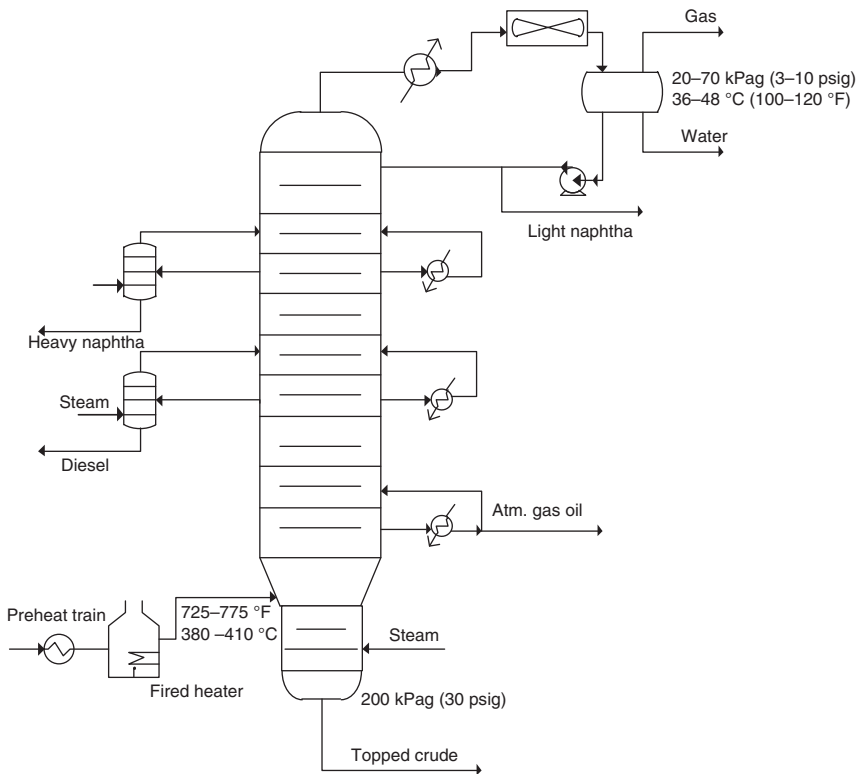 Gas
20–70 kPag (3–10 psig)
36–48 °C (100–120 °F)
Water
Light naphtha
Heavy naphtha
Steam
Diesel
Atm. gas oil
Preheat train
725–775 °F
380 –410 °C
Steam
Fired heater
200 kPag (30 psig)
Topped crude